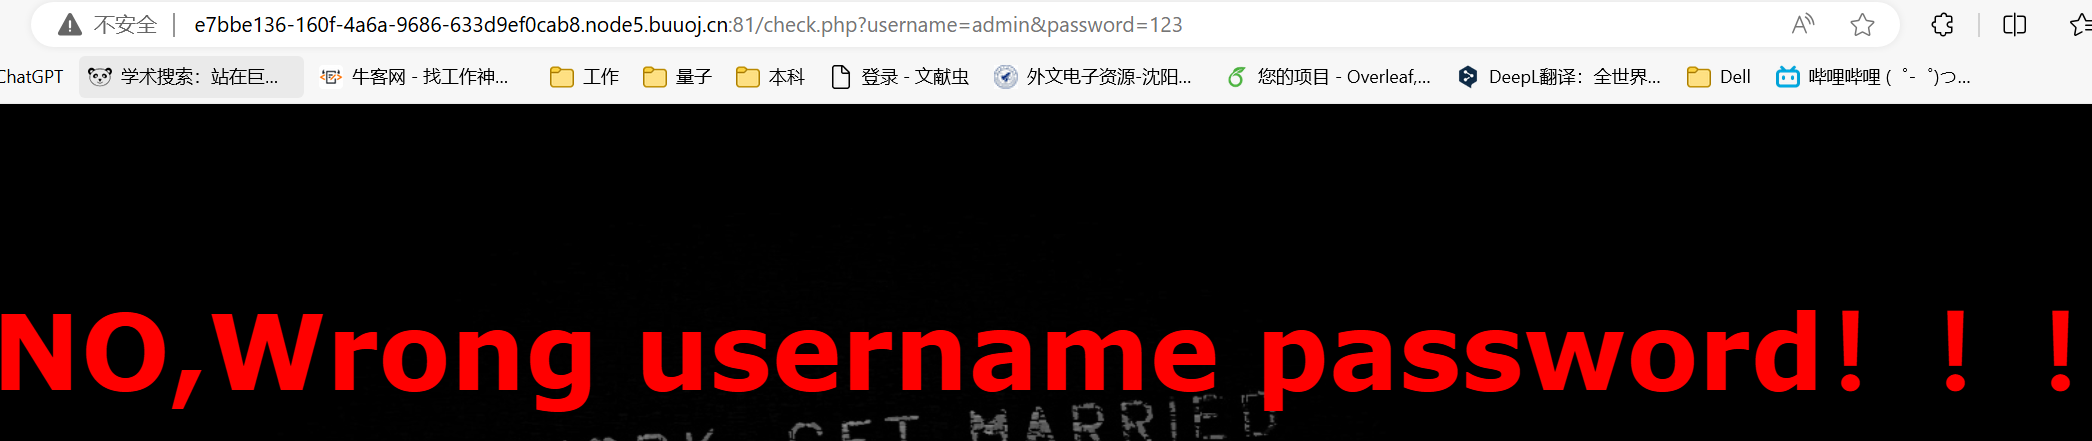 不安全 | e7bbe136-160f-4a6a-9686-633d9ef0cab8.node5.buuoj.cn:81/check.php?username=admin&password=123
ChatGPT 学术搜索：站在巨... 牛客网 - 找工作神... 工作 量子 本科 登录 - 文献虫 外文电子资源-沈阳... 您的项目 - Overleaf,... DeepL翻译：全世界... Dell 哔哩哔哩 (゜-゜)つ...
NO,Wrong username password！！！
GET MARRIED